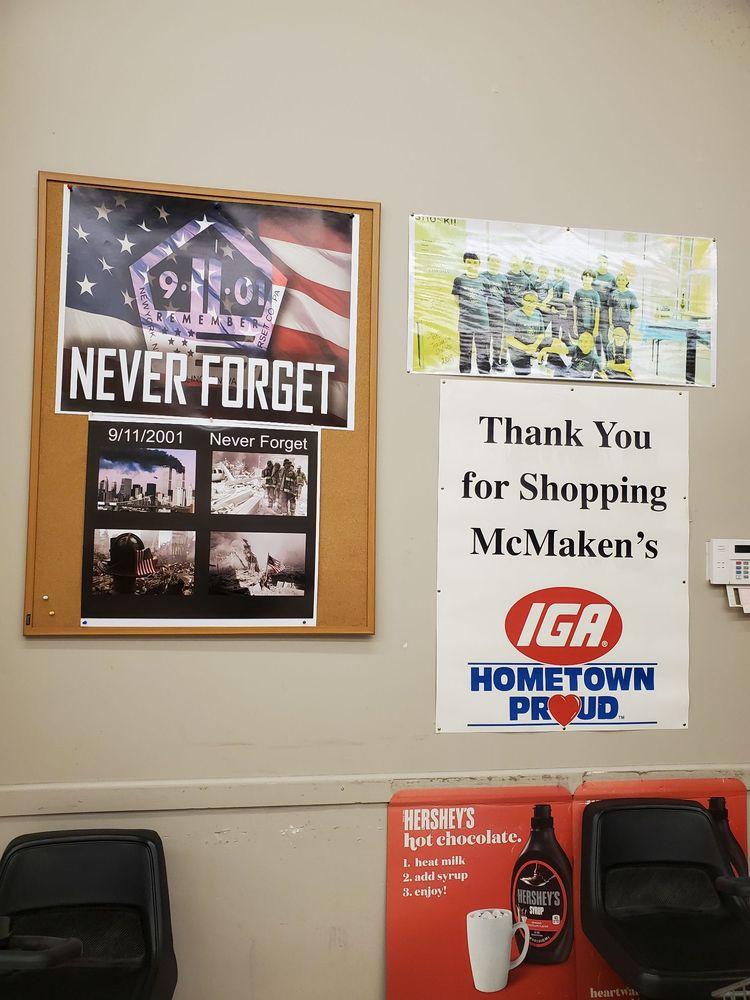 9·11·01
REMEMBER
NEVER FORGET
9/11/2001 Never Forget
Thank You
for Shopping
McMaken's
IGA®
HOMETOWN
PROUD™
HERSHEY'S
hot chocolate.
1. heat milk
2. add syrup
3. enjoy!
HERSHEY'S
SYRUP